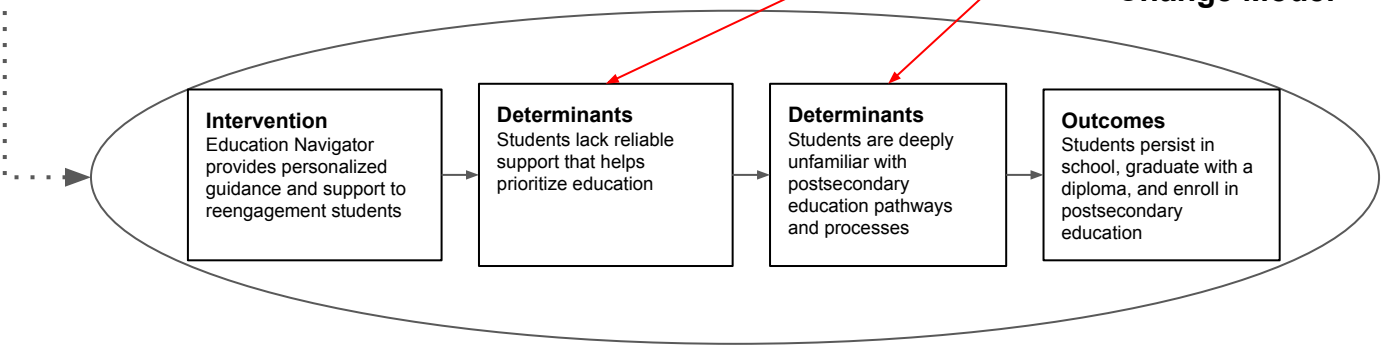 Change Model
Intervention
Education Navigator
provides personalized
guidance and support to
reengagement students
Determinants
Students lack reliable
support that helps
prioritize education
Determinants
Students are deeply
unfamiliar with
postsecondary
education pathways
and processes
Outcomes
Students persist in
school, graduate with a
diploma, and enroll in
postsecondary
education